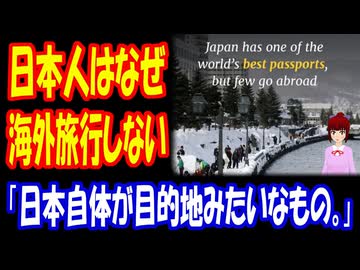 日本人はなぜ
海外旅行しない
Japan has one of the
world's best passports,
but few go abroad
「日本自体が目的地みたいなもの。」